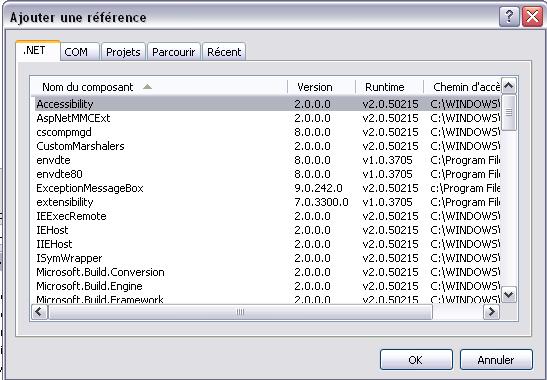 Ajouter une référence
.NET COM Projets Parcourir Récent
Nom du composant Version Runtime Chemin d'accè
Accessibility 2.0.0.0 v2.0.50215 C:\WINDOWS\
AspNetMMCExt 2.0.0.0 v2.0.50215 C:\WINDOWS\
cscompmgd 8.0.0.0 v2.0.50215 C:\WINDOWS\
CustomMarshalers 2.0.0.0 v2.0.50215 C:\WINDOWS\
envdte 8.0.0.0 v1.0.3705 C:\Program File
envdte80 8.0.0.0 v1.0.3705 C:\Program File
ExceptionMessageBox 9.0.242.0 v2.0.50215 c:\Program File
extensibility 7.0.3300.0 v1.0.3705 C:\Program File
IEExecRemote 2.0.0.0 v2.0.50215 C:\WINDOWS\
IEHost 2.0.0.0 v2.0.50215 C:\WINDOWS\
IIEHost 2.0.0.0 v2.0.50215 C:\WINDOWS\
ISymWrapper 2.0.0.0 v2.0.50215 C:\WINDOWS\
Microsoft.Build.Conversion 2.0.0.0 v2.0.50215 C:\WINDOWS\
Microsoft.Build.Engine 2.0.0.0 v2.0.50215 C:\WINDOWS\
Microsoft.Build.Framework 2.0.0.0 v2.0.50215 C:\WINDOWS\
OK Annuler